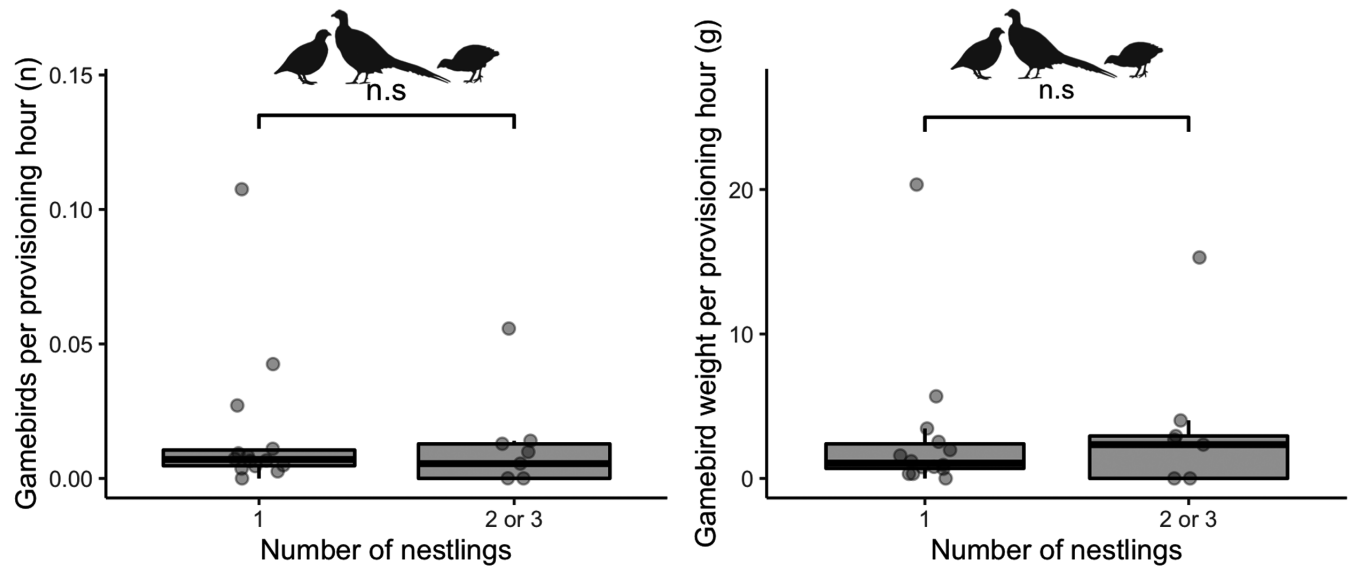 Gamebirds per provisioning hour (n)
0.15
0.10
0.05
0.00
n.s
1
2 or 3
Number of nestlings
Gamebird weight per provisioning hour (g)
20
10
0
n.s
1
2 or 3
Number of nestlings